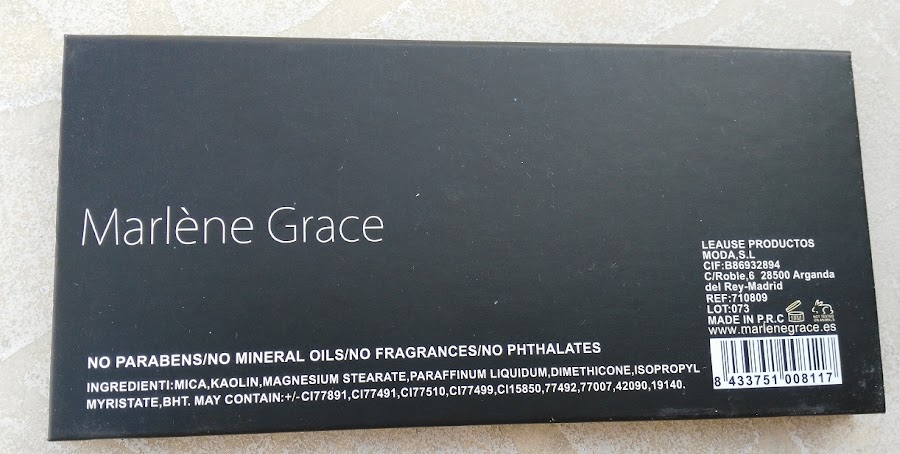 Marlène Grace
NO PARABENS/NO MINERAL OILS/NO FRAGRANCES/NO PHTHALATES
INGREDIENTI:MICA,KAOLIN,MAGNESIUM STEARATE,PARAFFINUM LIQUIDUM,DIMETHICONE,ISOPROPYL
MYRISTATE,BHT. MAY CONTAIN:+/-CI77891,CI77491,CI77510,CI77499,CI15850,77492,77007,42090,19140.
LEAUSE PRODUCTOS
MODA,S.L
CIF:B86932894
C/Roble,6 28500 Arganda
del Rey-Madrid
REF:710809
LOT:073
MADE IN P.R.C
www.marlenegrace.es
8 433751 008117